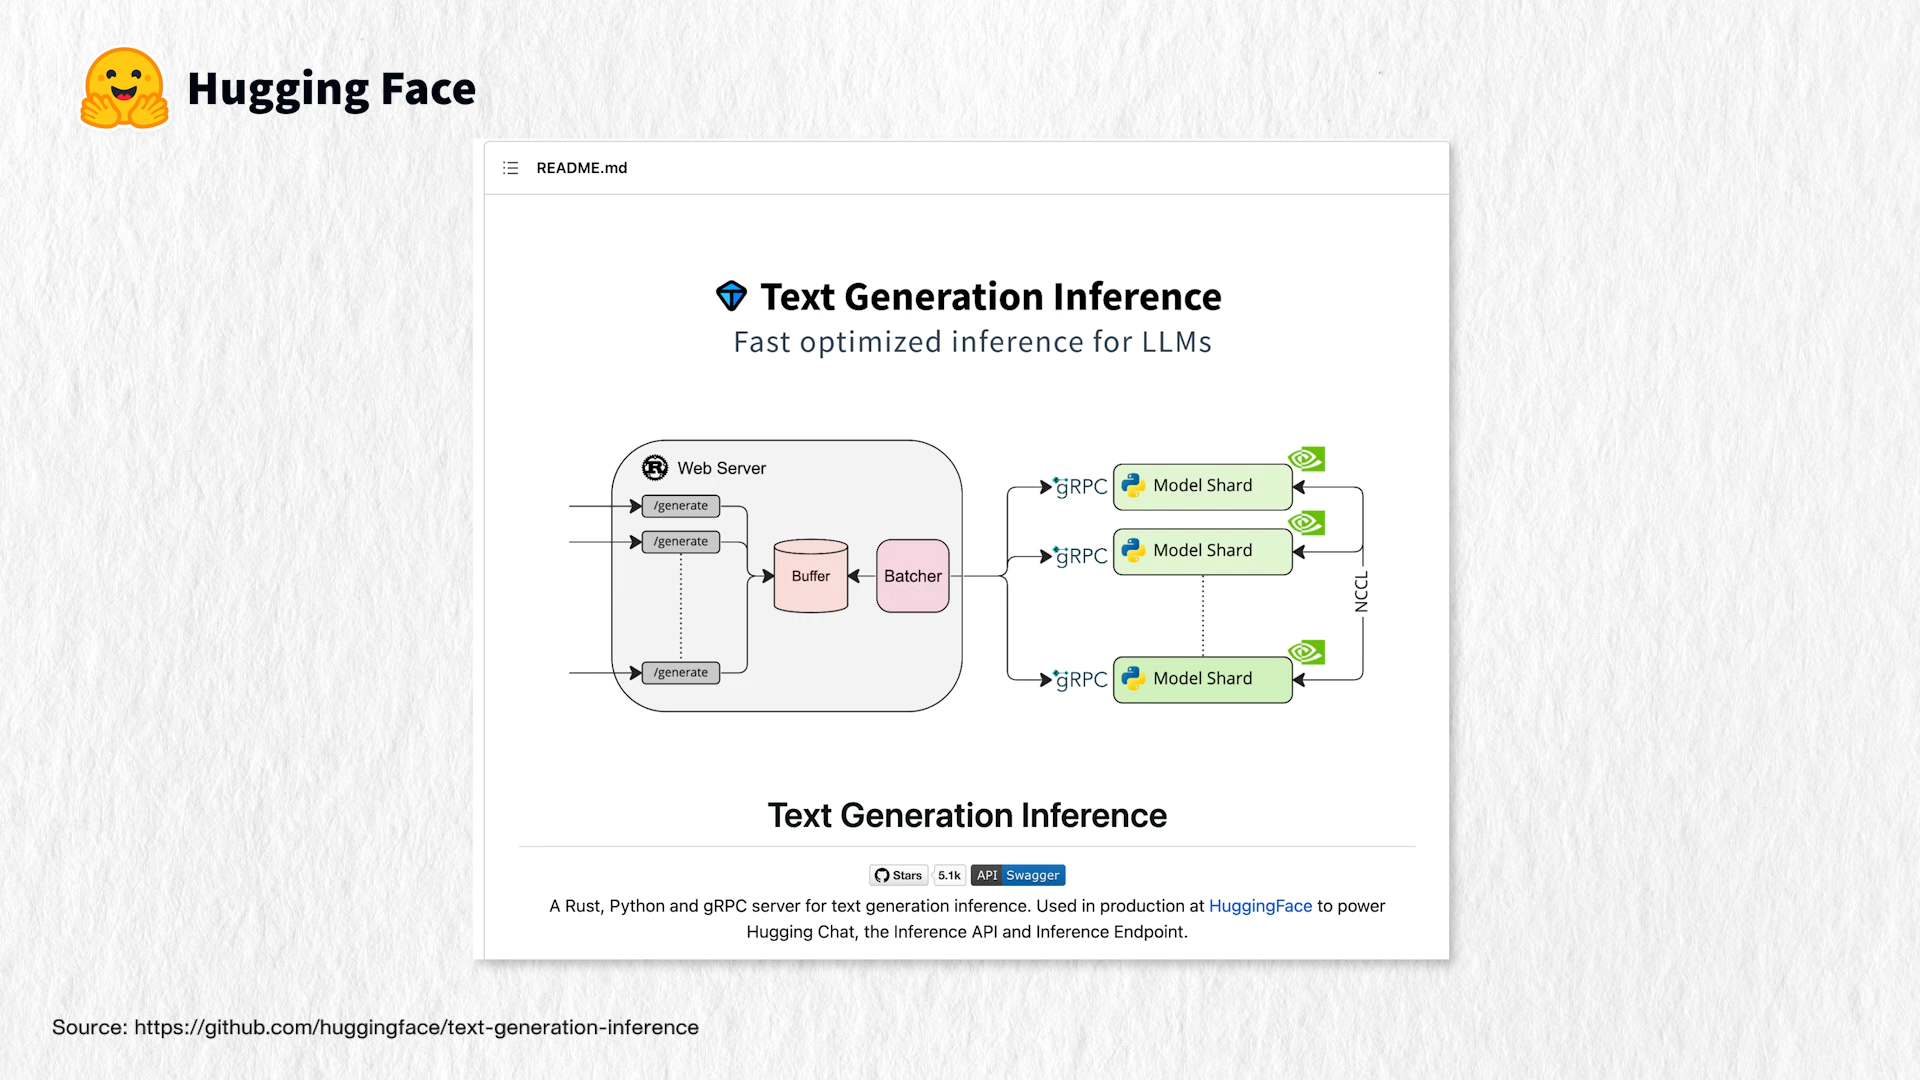 Hugging Face
README.md
Text Generation Inference
Fast optimized inference for LLMs
Web Server
/generate
/generate
/generate
Buffer
Batcher
gRPC
Model Shard
gRPC
Model Shard
gRPC
Model Shard
NCCL
Text Generation Inference
Stars 5.1k API Swagger
A Rust, Python and gRPC server for text generation inference. Used in production at HuggingFace to power
Hugging Chat, the Inference API and Inference Endpoint.
Source: https://github.com/huggingface/text-generation-inference